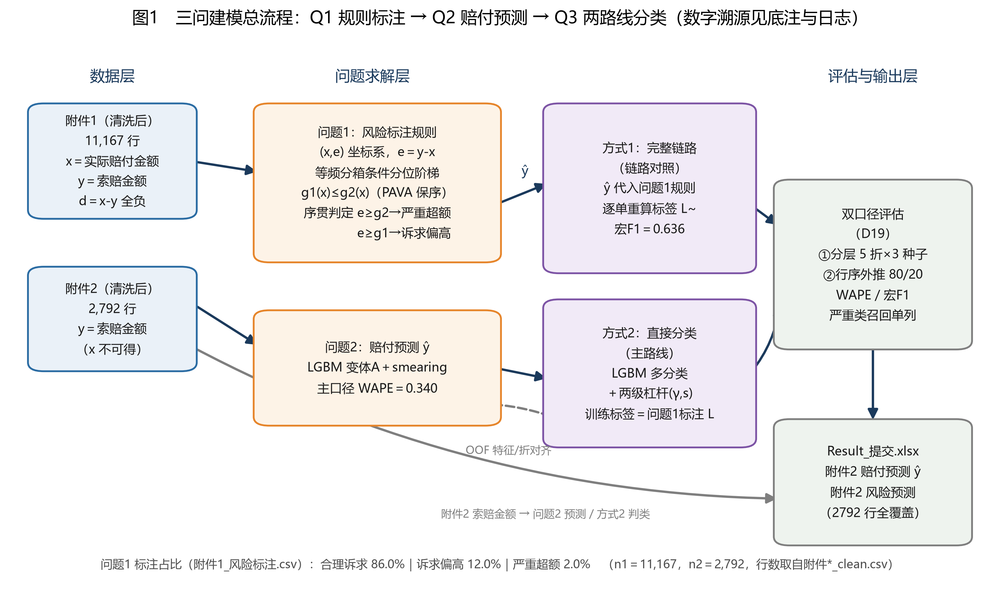 图1　三问建模总流程：Q1 规则标注 → Q2 赔付预测 → Q3 两路线分类（数字溯源见底注与日志）
数据层
问题求解层
评估与输出层
附件1（清洗后）
11,167 行
x＝实际赔付金额
y＝索赔金额
d＝x-y 全负
问题1：风险标注规则
(x,e) 坐标系，e＝y-x
等频分箱条件分位阶梯
g1(x)≤g2(x)（PAVA 保序）
序贯判定 e≥g2→严重超额
e≥g1→诉求偏高
ŷ
方式1：完整链路
（链路对照）
ŷ 代入问题1规则
逐单重算标签 L~
宏F1＝0.636
双口径评估
（D19）
①分层 5 折×3 种子
②行序外推 80/20
WAPE / 宏F1
严重类召回单列
附件2（清洗后）
2,792 行
y＝索赔金额
（x 不可得）
问题2：赔付预测 ŷ
LGBM 变体A＋smearing
主口径 WAPE＝0.340
方式2：直接分类
（主路线）
LGBM 多分类
＋两级杠杆(γ,s)
训练标签＝问题1标注 L
OOF 特征/折对齐
Result_提交.xlsx
附件2 赔付预测 ŷ
附件2 风险预测
（2792 行全覆盖）
附件2 索赔金额 → 问题2 预测 / 方式2 判类
问题1 标注占比（附件1_风险标注.csv）：合理诉求 86.0% | 诉求偏高 12.0% | 严重超额 2.0%　（n1＝11,167，n2＝2,792，行数取自附件*_clean.csv）